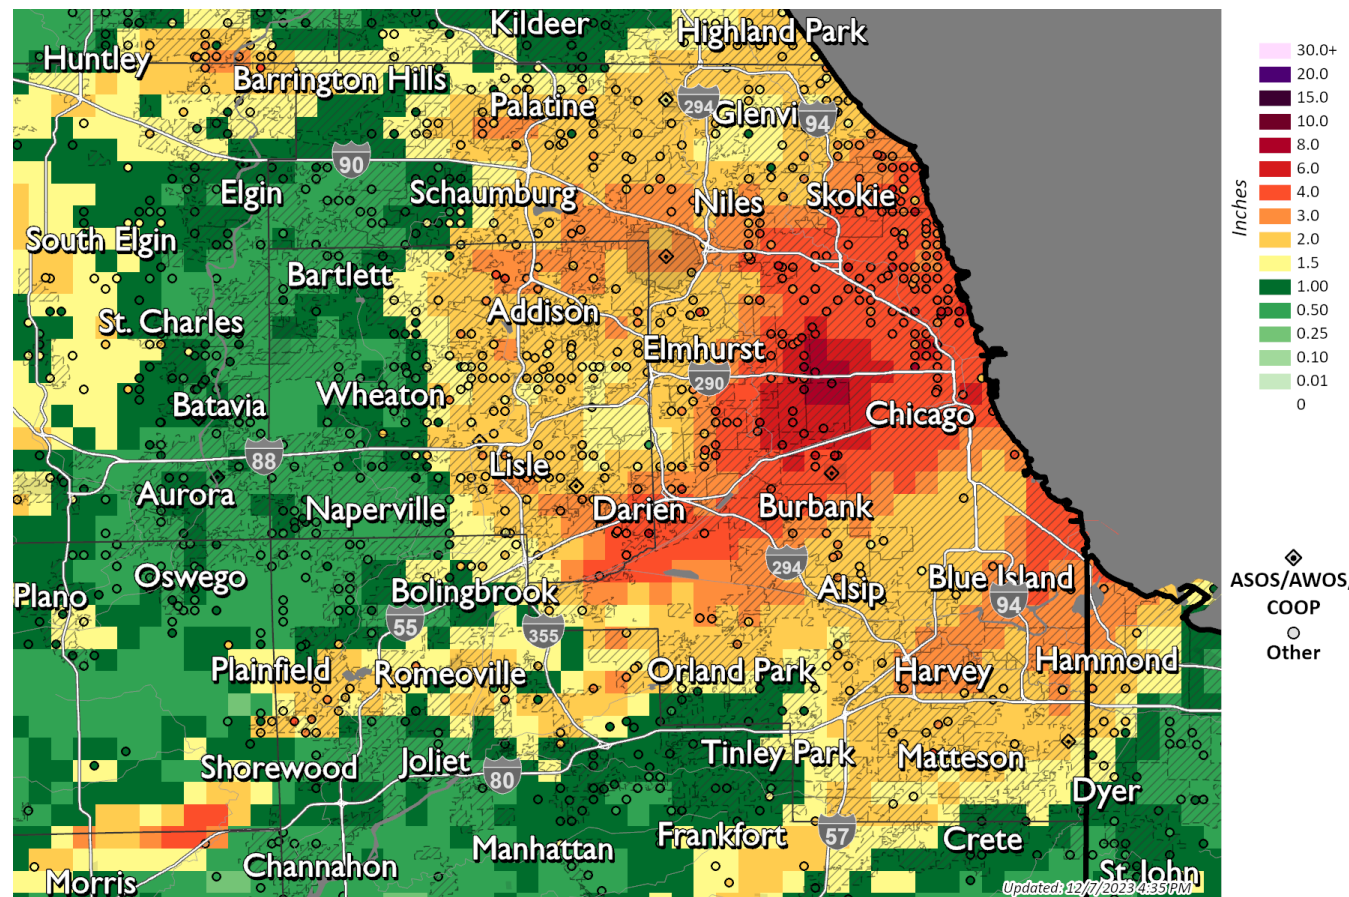 Kildeer
Highland Park
Huntley
Barrington Hills
Palatine
294
Glenvi
94
90
Elgin
Schaumburg
Niles
Skokie
South Elgin
Bartlett
Addison
St. Charles
Elmhurst
290
Wheaton
Batavia
Chicago
88
Lisle
Aurora
Naperville
Darien
Burbank
294
Oswego
Bolingbrook
Alsip
Blue Island
Plano
94
55
355
Plainfield
Romeoville
Orland Park
Harvey
Hammond
Tinley Park
Matteson
Shorewood
Joliet
80
Dyer
57
Frankfort
Crete
Manhattan
Channahon
Morris
St. John
Updated: 12/7/2023 4:35 PM
Inches
30.0+
20.0
15.0
10.0
8.0
6.0
4.0
3.0
2.0
1.5
1.00
0.50
0.25
0.10
0.01
0
ASOS/AWOS/
COOP
Other